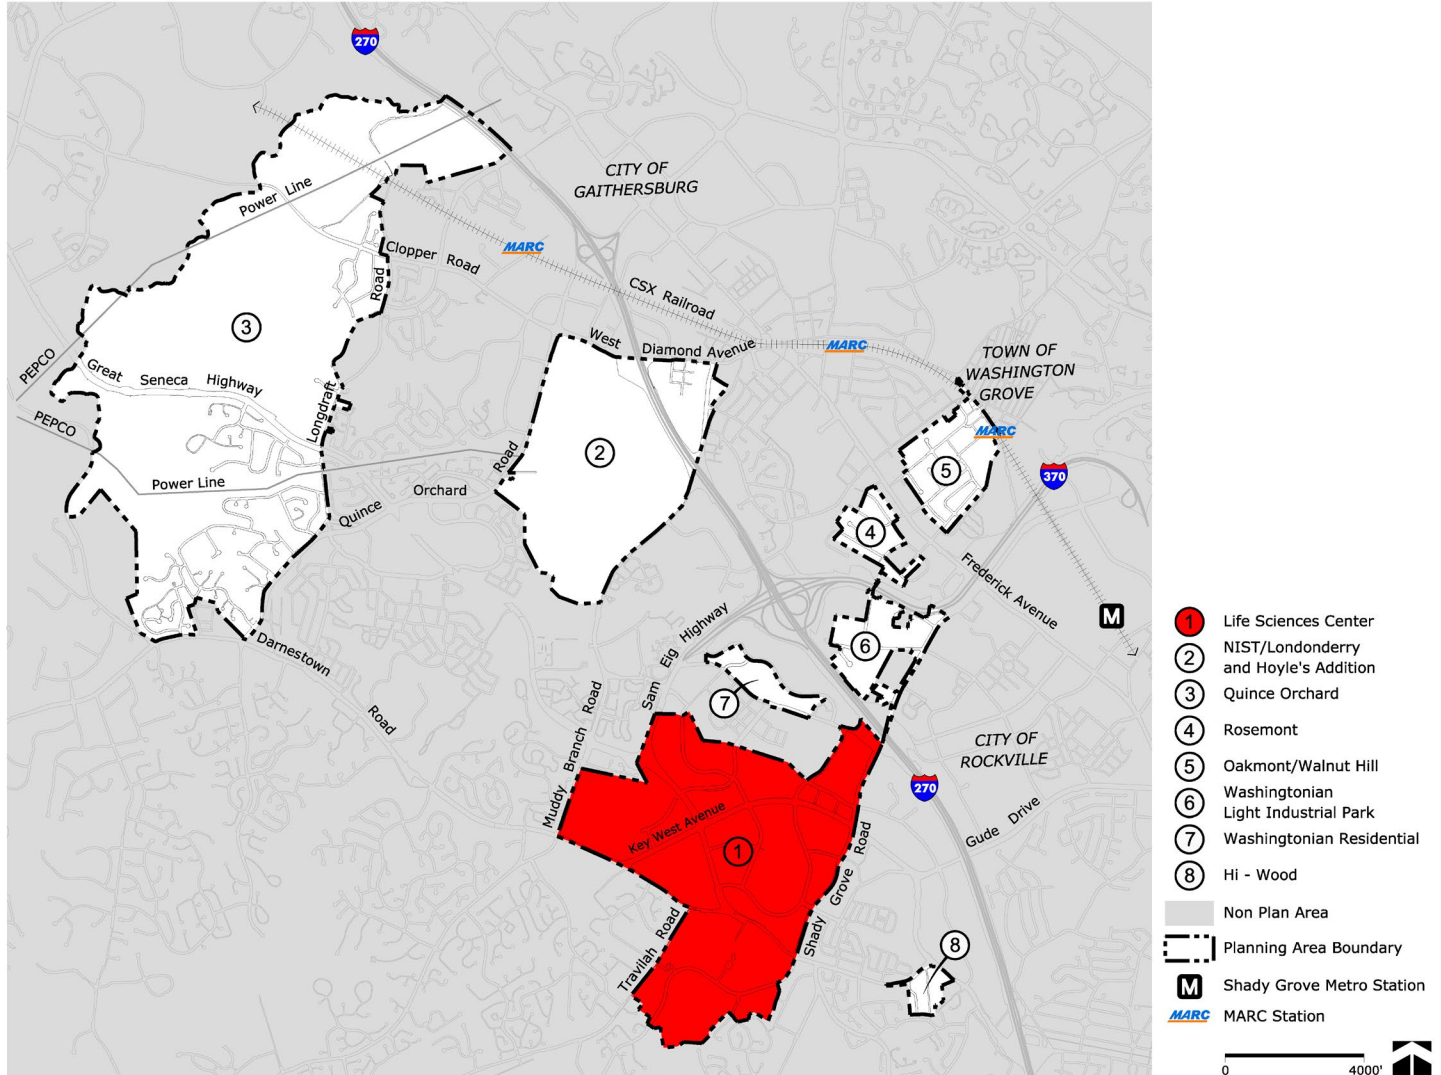 270
CITY OF
GAITHERSBURG
Power Line
Clopper Road
MARC
Road
CSX Railroad
3
West Diamond Avenue
MARC
TOWN OF
WASHINGTON
GROVE
PEPCO
Great Seneca Highway
Longdraft
PEPCO
MARC
2
Road
5
370
Power Line
Orchard
Quince
4
Frederick Avenue
M
Eig Highway
6
Darnestown
Road
Sam
7
Muddy Branch Road
CITY OF
ROCKVILLE
270
Key West Avenue
1
Gude Drive
Shady Grove Road
Travilah Road
8
1 Life Sciences Center
2 NIST/Londonderry
and Hoyle's Addition
3 Quince Orchard
4 Rosemont
5 Oakmont/Walnut Hill
6 Washingtonian
Light Industrial Park
7 Washingtonian Residential
8 Hi - Wood
Non Plan Area
Planning Area Boundary
M Shady Grove Metro Station
MARC MARC Station
0 4000'